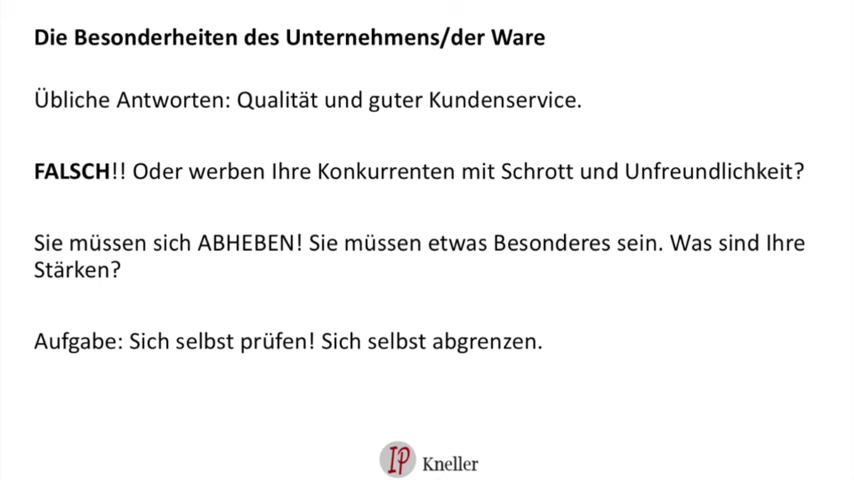 Die Besonderheiten des Unternehmens/der Ware
Übliche Antworten: Qualität und guter Kundenservice.
FALSCH!! Oder werben Ihre Konkurrenten mit Schrott und Unfreundlichkeit?
Sie müssen sich ABHEBEN! Sie müssen etwas Besonderes sein. Was sind Ihre
Stärken?
Aufgabe: Sich selbst prüfen! Sich selbst abgrenzen.
IP Kneller